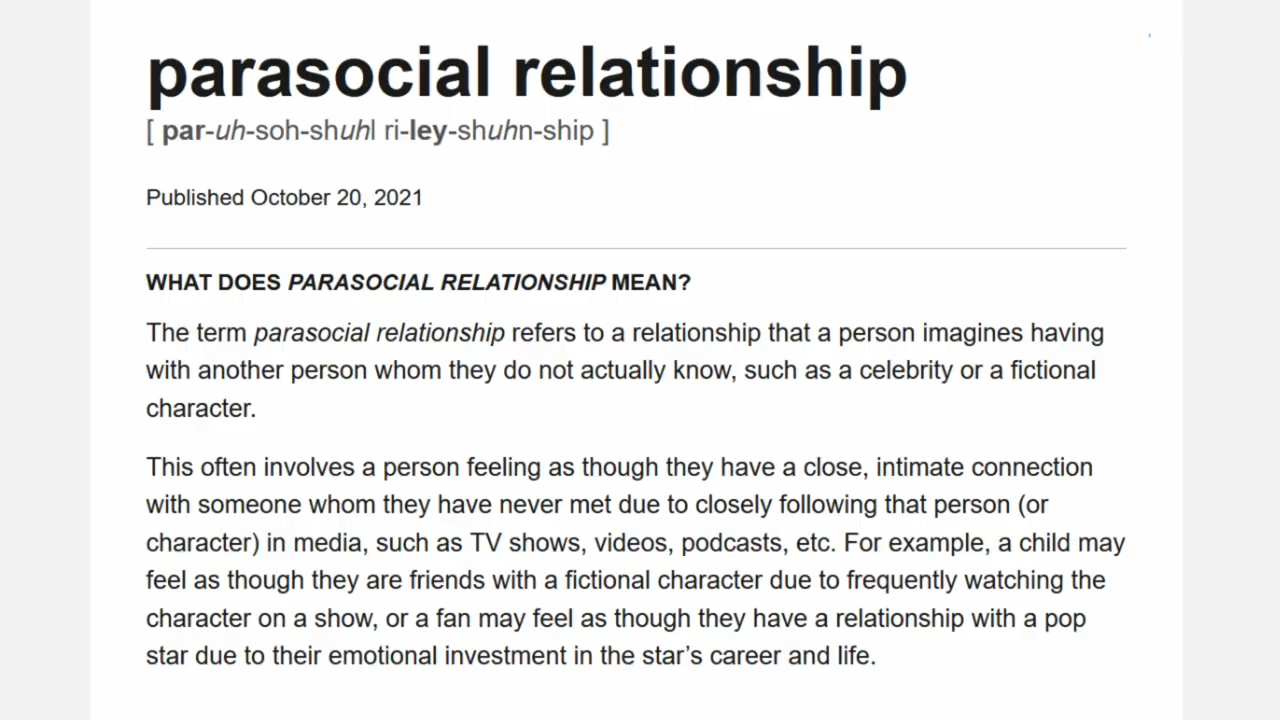 parasocial relationship
[ par-uh-soh-shuhl ri-ley-shuhn-ship ]
Published October 20, 2021
WHAT DOES PARASOCIAL RELATIONSHIP MEAN?
The term parasocial relationship refers to a relationship that a person imagines having
with another person whom they do not actually know, such as a celebrity or a fictional
character.
This often involves a person feeling as though they have a close, intimate connection
with someone whom they have never met due to closely following that person (or
character) in media, such as TV shows, videos, podcasts, etc. For example, a child may
feel as though they are friends with a fictional character due to frequently watching the
character on a show, or a fan may feel as though they have a relationship with a pop
star due to their emotional investment in the star’s career and life.